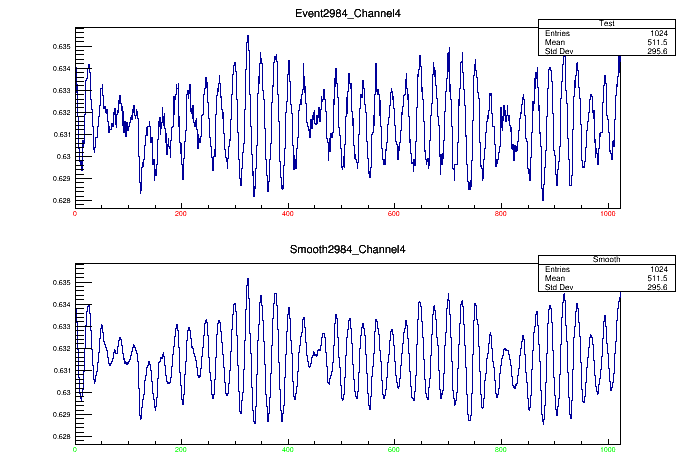 Event2984_Channel4
Test
Entries 1024
Mean 511.5
Std Dev 295.6
0.635
0.634
0.633
0.632
0.631
0.63
0.629
0.628
0 200 400 600 800 1000
Smooth2984_Channel4
Smooth
Entries 1024
Mean 511.5
Std Dev 295.6
0.635
0.634
0.633
0.632
0.631
0.63
0.629
0.628
0 200 400 600 800 1000